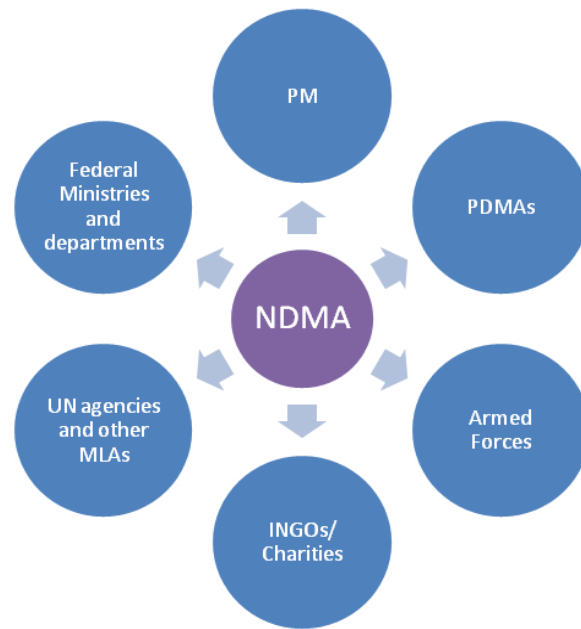 PM
PDMAs
Armed
Forces
INGOs/
Charities
UN agencies
and other
MLAs
Federal
Ministries
and
departments
NDMA